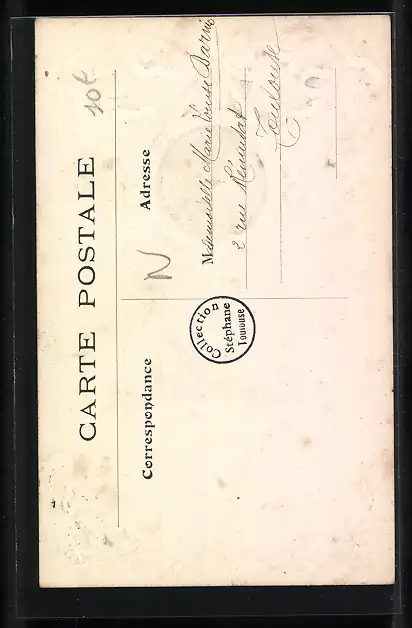 10€
CARTE POSTALE
Correspondance
Adresse
N
Mademoiselle Marie Louise
2 rue
Toulouse
Collection
Stéphane
Toulouse